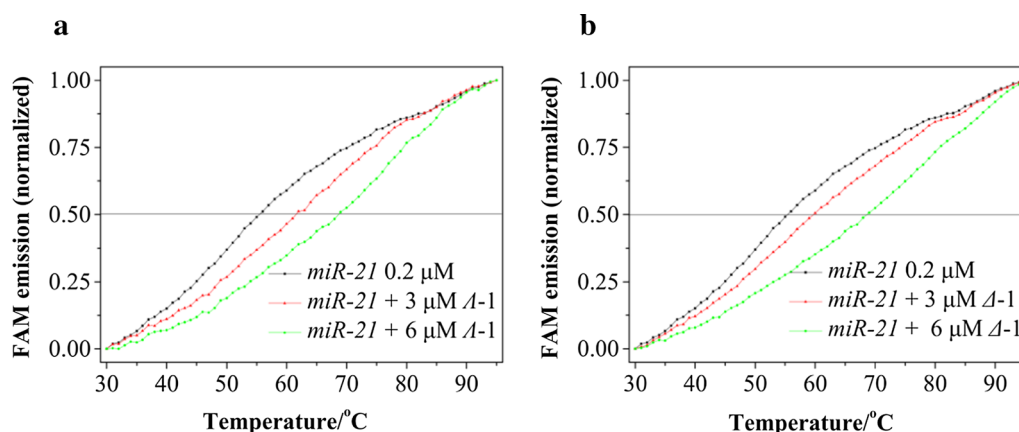 a
FAM emission (normalized)
1.00
0.75
0.50
0.25
0.00
miR-21 0.2 μM
miR-21 + 3 μM Δ-1
miR-21 + 6 μM Δ-1
30 40 50 60 70 80 90
Temperature/°C
b
FAM emission (normalized)
1.00
0.75
0.50
0.25
0.00
miR-21 0.2 μM
miR-21 + 3 μM Δ-1
miR-21 + 6 μM Δ-1
30 40 50 60 70 80 90
Temperature/°C